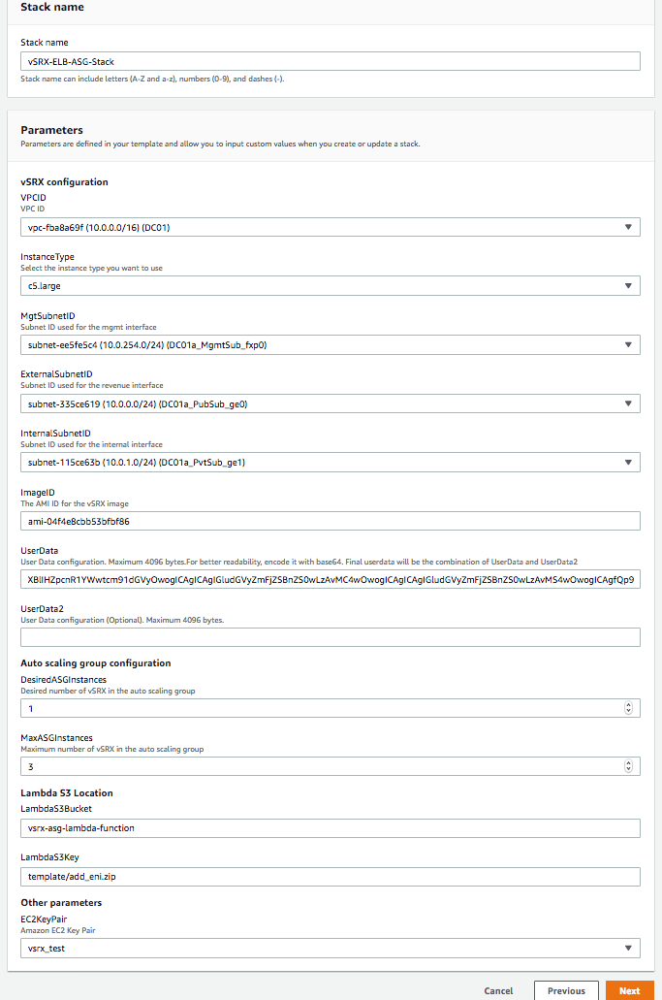 Stack name
Stack name
vSRX-ELB-ASG-Stack
Stack name can include letters (A-Z and a-z), numbers (0-9), and dashes (-).
Parameters
Parameters are defined in your template and allow you to input custom values when you create or update a stack.
vSRX configuration
VPCID
VPC ID
vpc-fba8a69f (10.0.0.0/16) (DC01)
InstanceType
Select the instance type you want to use
c5.large
MgtSubnetID
Subnet ID used for the mgmt interface
subnet-ee5fe5c4 (10.0.254.0/24) (DC01a_MgmtSub_fxp0)
ExternalSubnetID
Subnet ID used for the revenue interface
subnet-335ce619 (10.0.0.0/24) (DC01a_PubSub_ge0)
InternalSubnetID
Subnet ID used for the internal interface
subnet-115ce63b (10.0.1.0/24) (DC01a_PvtSub_ge1)
ImageID
The AMI ID for the vSRX image
ami-04f4e8cbb53bfbf86
UserData
User Data configuration. Maximum 4096 bytes.For better readability, encode it with base64. Final userdata will be the combination of UserData and UserData2
XBlIHZpcnR1YWwtcm91dGVyOwogICAgICAgIGludGVyZmFjZSBnZS0wLzAvMC4wOwogICAgICAgIGludGVyZmFjZSBnZS0wLzAvMS4wOwogICAgfQp9
UserData2
User Data configuration (Optional). Maximum 4096 bytes.
Auto scaling group configuration
DesiredASGInstances
Desired number of vSRX in the auto scaling group
1
MaxASGInstances
Maximum number of vSRX in the auto scaling group
3
Lambda S3 Location
LambdaS3Bucket
vsrx-asg-lambda-function
LambdaS3Key
template/add_eni.zip
Other parameters
EC2KeyPair
Amazon EC2 Key Pair
vsrx_test
Cancel Previous Next